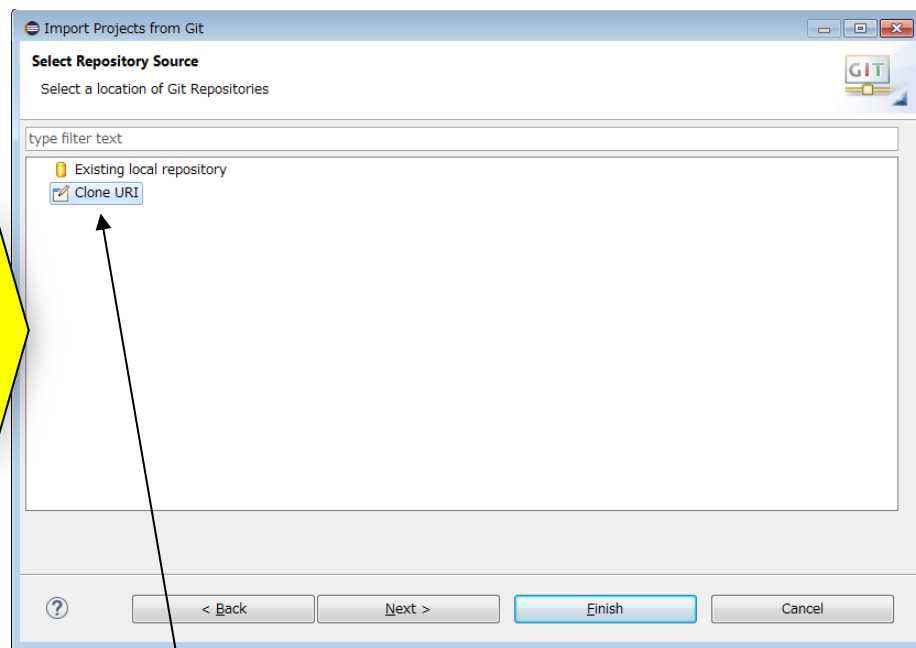 Import Projects from Git
Select Repository Source
Select a location of Git Repositories
GIT
type filter text
Existing local repository
Clone URI
? < Back Next > Finish Cancel